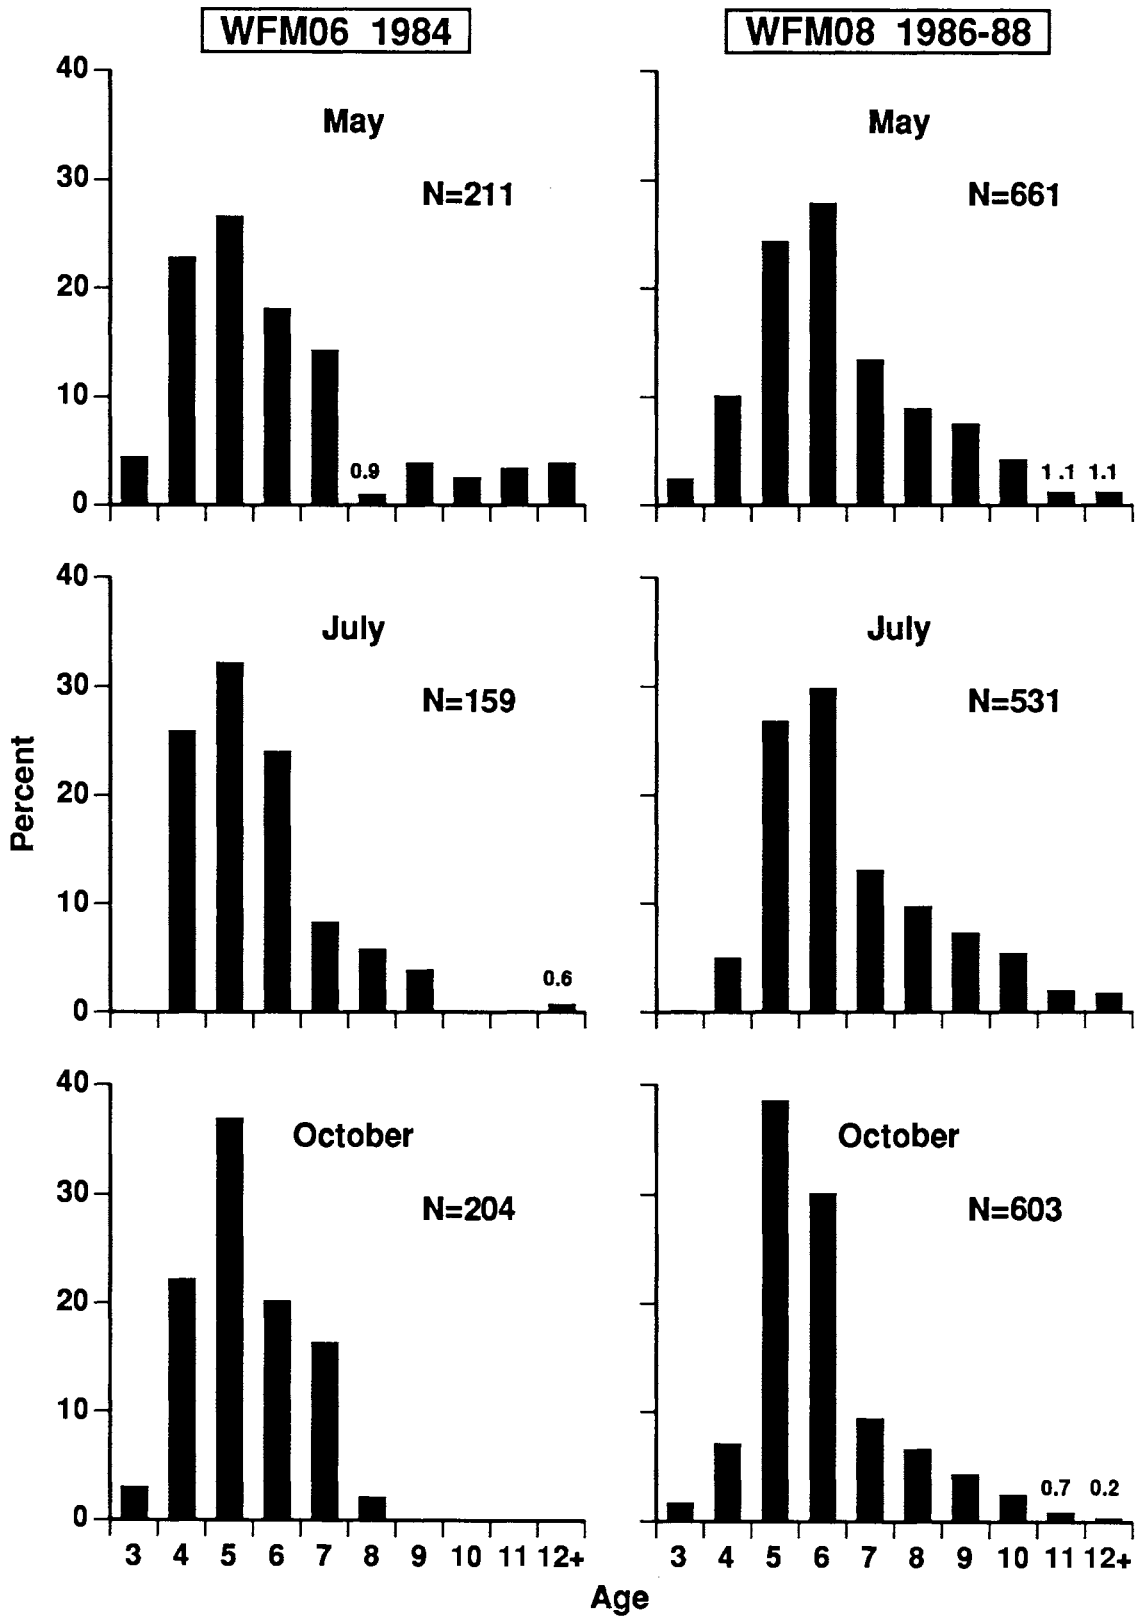 WFM06 1984
WFM08 1986-88
40
30
20
10
0
May
N=211
0.9
May
N=661
1.1 1.1
Percent
40
30
20
10
0
July
N=159
0.6
July
N=531
40
30
20
10
0
October
N=204
October
N=603
0.7 0.2
3 4 5 6 7 8 9 10 11 12+
3 4 5 6 7 8 9 10 11 12+
Age